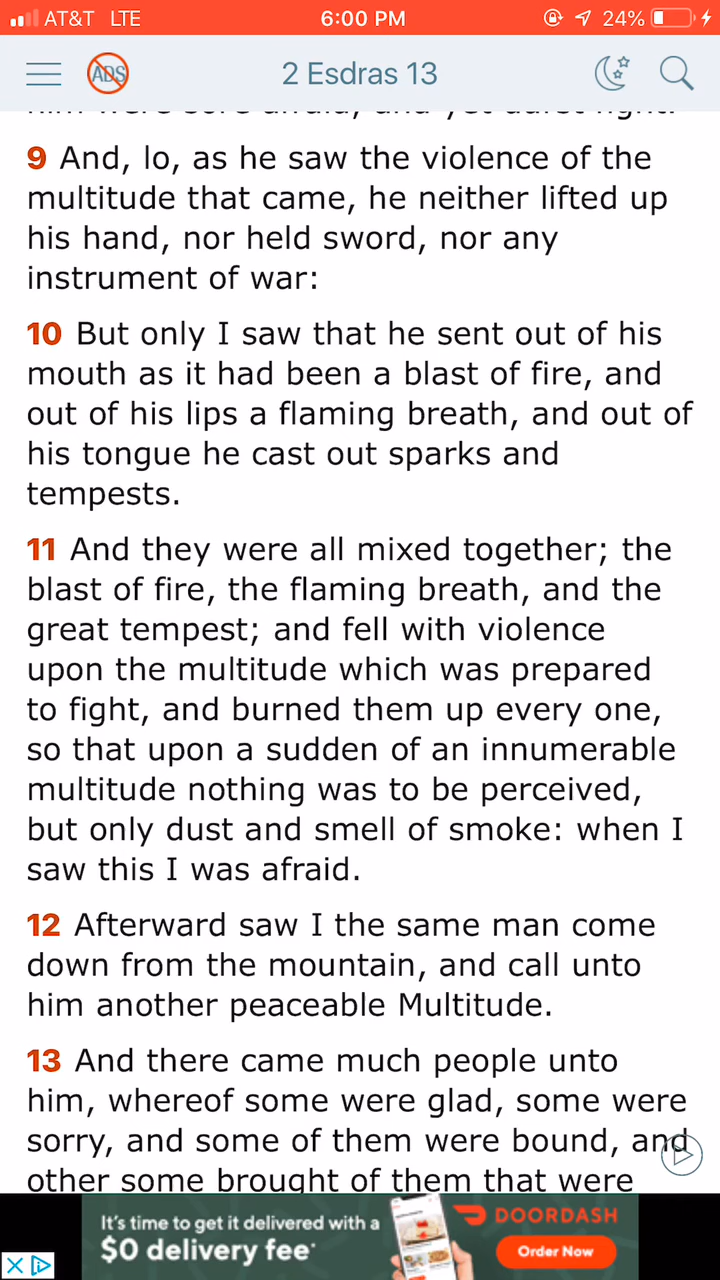 AT&T LTE 6:00 PM 24%
ADS 2 Esdras 13
9 And, lo, as he saw the violence of the
multitude that came, he neither lifted up
his hand, nor held sword, nor any
instrument of war:
10 But only I saw that he sent out of his
mouth as it had been a blast of fire, and
out of his lips a flaming breath, and out of
his tongue he cast out sparks and
tempests.
11 And they were all mixed together; the
blast of fire, the flaming breath, and the
great tempest; and fell with violence
upon the multitude which was prepared
to fight, and burned them up every one,
so that upon a sudden of an innumerable
multitude nothing was to be perceived,
but only dust and smell of smoke: when I
saw this I was afraid.
12 Afterward saw I the same man come
down from the mountain, and call unto
him another peaceable Multitude.
13 And there came much people unto
him, whereof some were glad, some were
sorry, and some of them were bound, and
other some brought of them that were
It's time to get it delivered with a
$0 delivery fee*
DOORDASH
Order Now